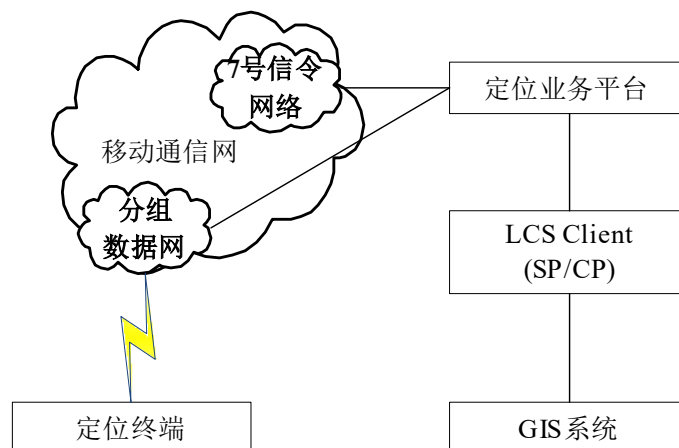 7号信令
网络
定位业务平台
移动通信网
分组
数据网
LCS Client
(SP/CP)
定位终端
GIS系统